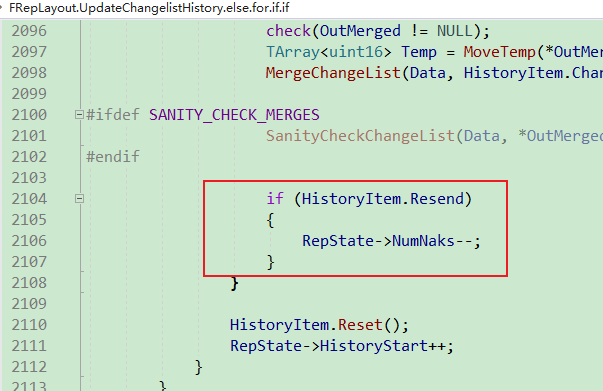 FRepLayout.UpdateChangelistHistory.else.for.if.if
2096 check(OutMerged != NULL);
2097 TArray<uint16> Temp = MoveTemp(*OutMer
2098 MergeChangeList(Data, HistoryItem.Chan
2099
2100 #ifdef SANITY_CHECK_MERGES
2101 SanityCheckChangeList(Data, *OutMerged
2102 #endif
2103
2104 if (HistoryItem.Resend)
2105 {
2106 RepState->NumNaks--;
2107 }
2108 }
2109
2110 HistoryItem.Reset();
2111 RepState->HistoryStart++;
2112 }
2113 }